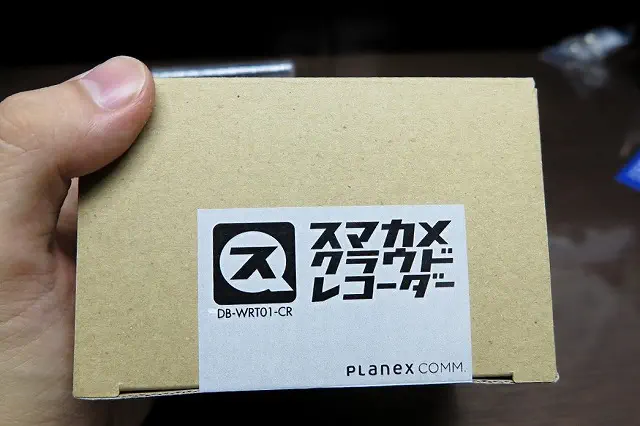 ス
DB-WRT01-CR
スマカメ
クラウド
レコーダー
PLANEX COMM.